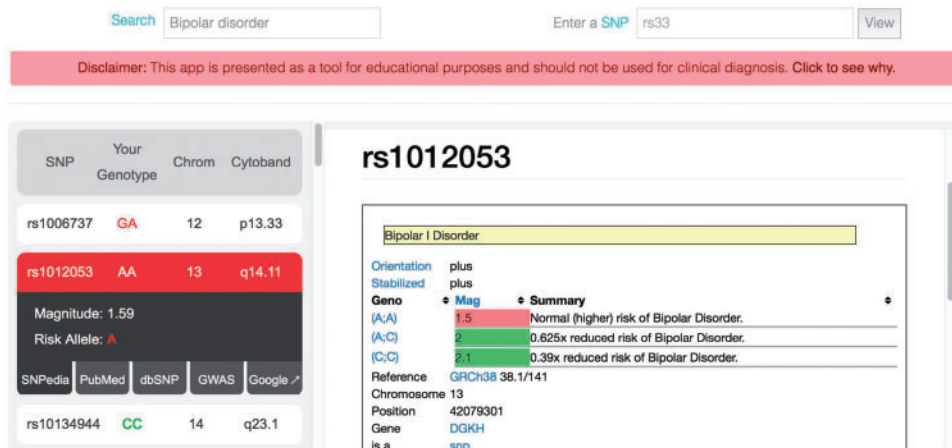 Search Bipolar disorder Enter a SNP rs33 View
Disclaimer: This app is presented as a tool for educational purposes and should not be used for clinical diagnosis. Click to see why.
SNP Your Genotype Chrom Cytoband
rs1006737 GA 12 p13.33
rs1012053 AA 13 q14.11
Magnitude: 1.59
Risk Allele: A
SNPedia PubMed dbSNP GWAS Google ↗
rs10134944 CC 14 q23.1
rs1012053
Bipolar I Disorder
Orientation plus
Stabilized plus
Geno Mag Summary
(A;A) 1.5 Normal (higher) risk of Bipolar Disorder.
(A;C) 2 0.625x reduced risk of Bipolar Disorder.
(C;C) 2.1 0.39x reduced risk of Bipolar Disorder.
Reference GRCh38 38.1/141
Chromosome 13
Position 42079301
Gene DGKH
is a snp